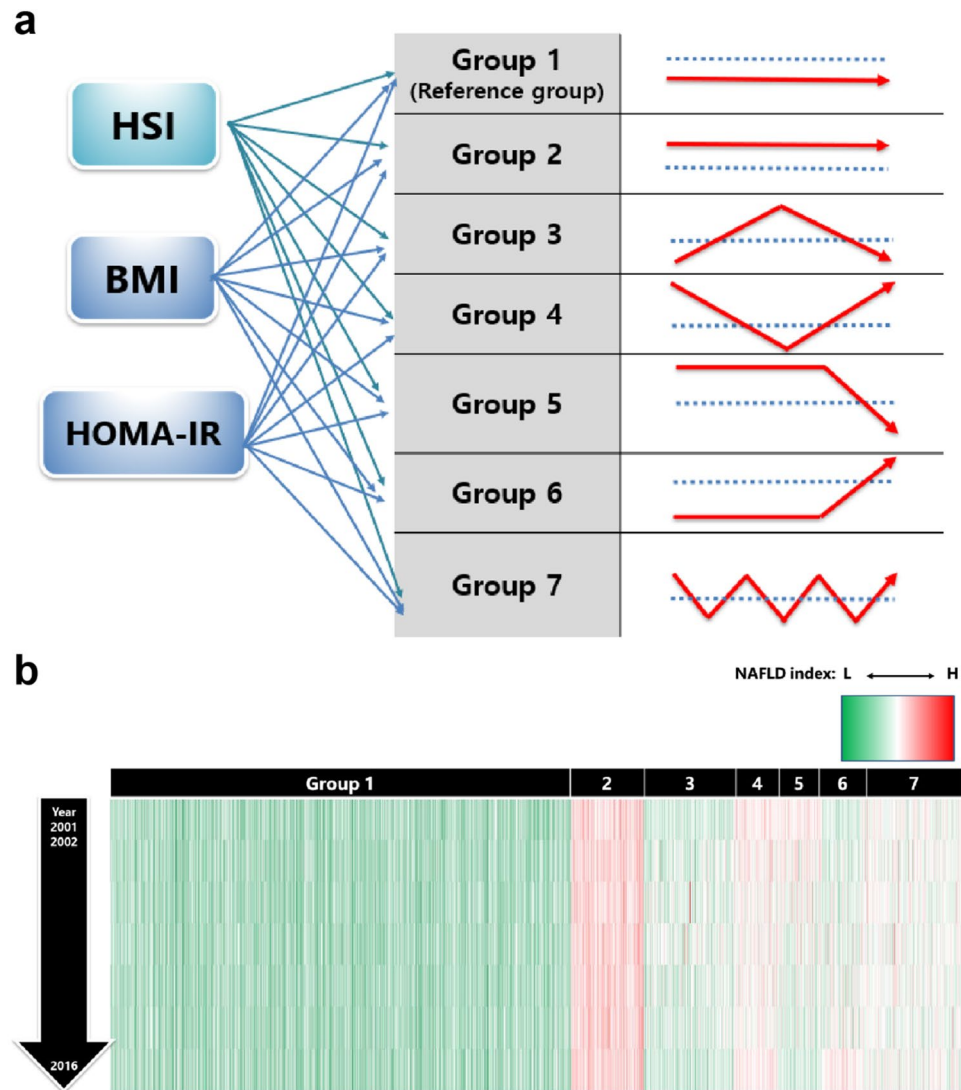 a
HSI
BMI
HOMA-IR
Group 1
(Reference group)
Group 2
Group 3
Group 4
Group 5
Group 6
Group 7
b
NAFLD index: L H
Group 1 2 3 4 5 6 7
Year
2001
2002
2016